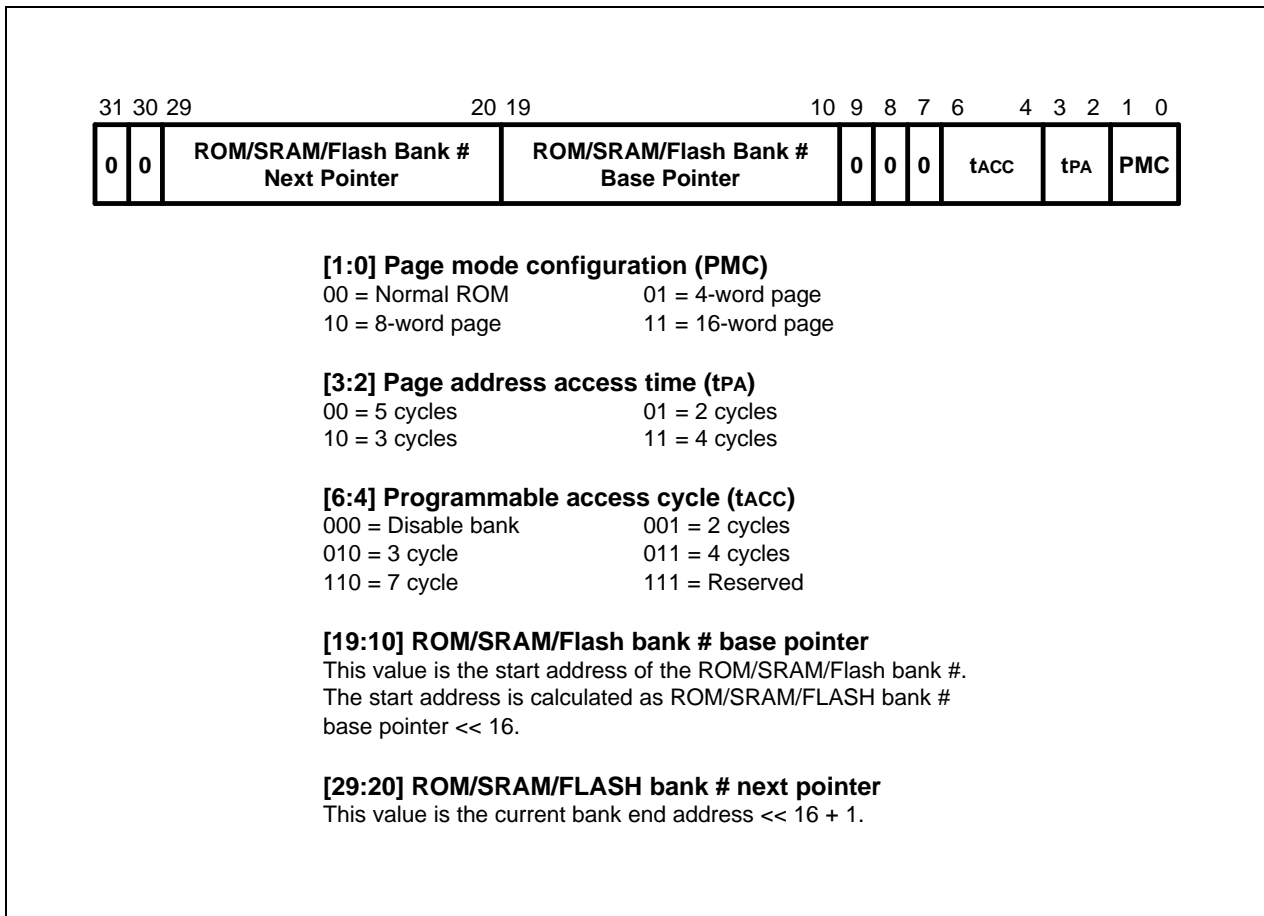 31 30 29 20 19 10 9 8 7 6 4 3 2 1 0
0 0 ROM/SRAM/Flash Bank # Next Pointer ROM/SRAM/Flash Bank # Base Pointer 0 0 0 tACC tPA PMC
[1:0] Page mode configuration (PMC)
00 = Normal ROM 01 = 4-word page
10 = 8-word page 11 = 16-word page
[3:2] Page address access time (tPA)
00 = 5 cycles 01 = 2 cycles
10 = 3 cycles 11 = 4 cycles
[6:4] Programmable access cycle (tACC)
000 = Disable bank 001 = 2 cycles
010 = 3 cycle 011 = 4 cycles
110 = 7 cycle 111 = Reserved
[19:10] ROM/SRAM/Flash bank # base pointer
This value is the start address of the ROM/SRAM/Flash bank #.
The start address is calculated as ROM/SRAM/FLASH bank #
base pointer << 16.
[29:20] ROM/SRAM/FLASH bank # next pointer
This value is the current bank end address << 16 + 1.